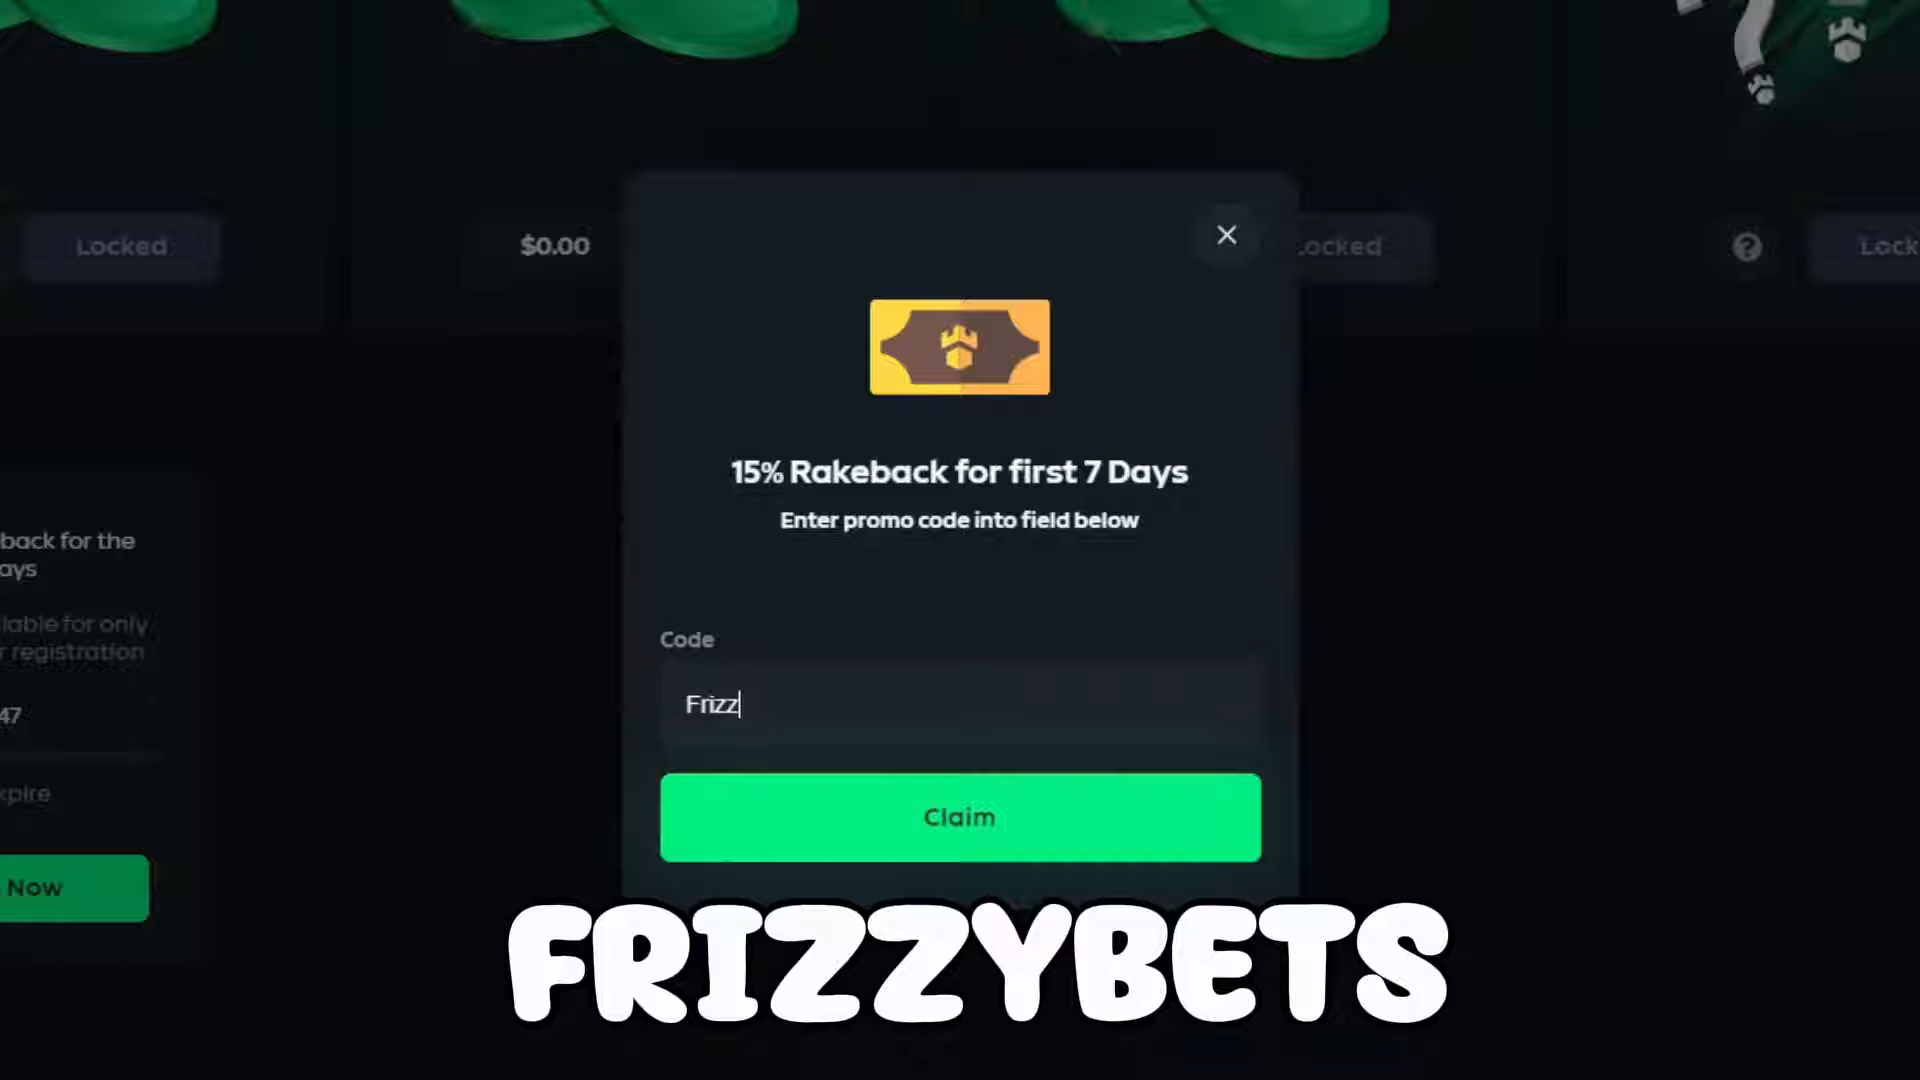 Locked
$0.00
Locked
Lock
15% Rakeback for first 7 Days
Enter promo code into field below
Code
Frizz
Claim
back for the
ays
lable for only
r registration
47
xpire
Now
FRIZZYBETS